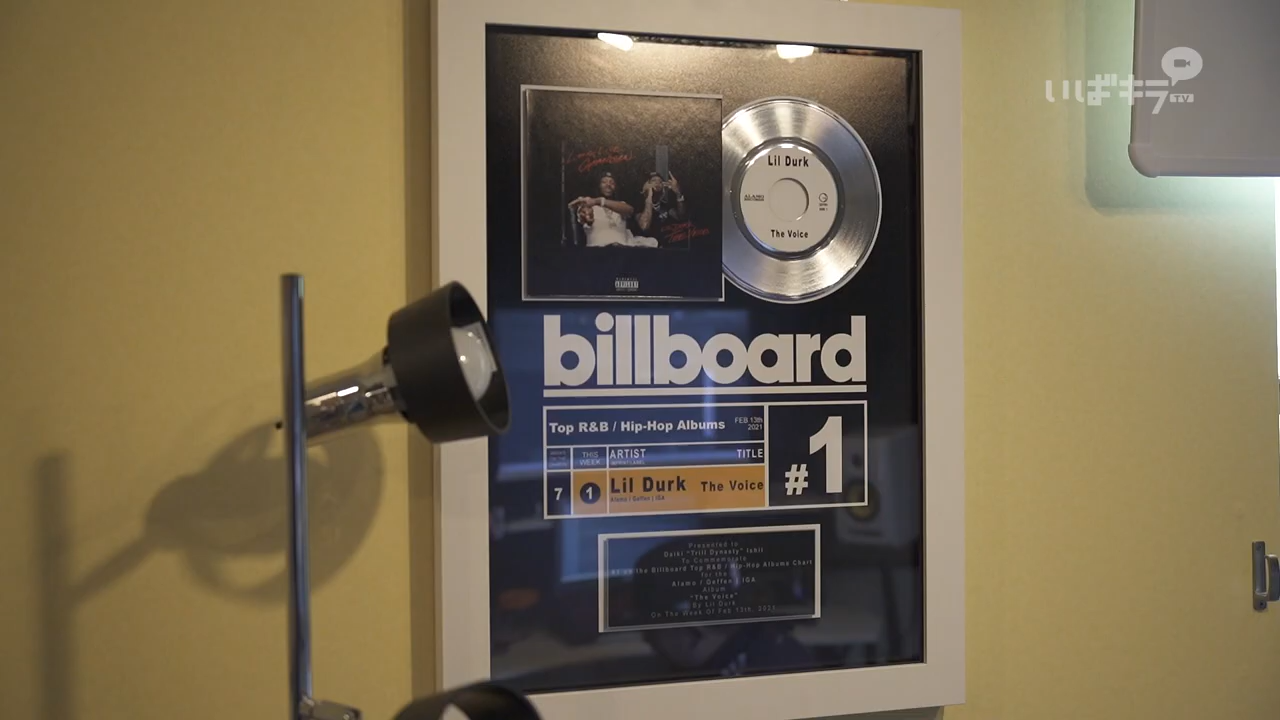 いばキラ
TV
Lil Durk
The Voice
billboard
Top R&B / Hip-Hop Albums
FEB 13th
2021
#1
THIS
WEEK
ARTIST
TITLE
7
1
Lil Durk
The Voice
Alamo / Geffen | IGA
Presented to
Daiki "Trill Dynasty" Ishii
To Commemorate
#1 on the Billboard Top R&B / Hip-Hop Albums Chart
for the
Alamo / Geffen | IGA
Album
"The Voice"
By Lil Durk
On The Week Of Feb 13th, 2021